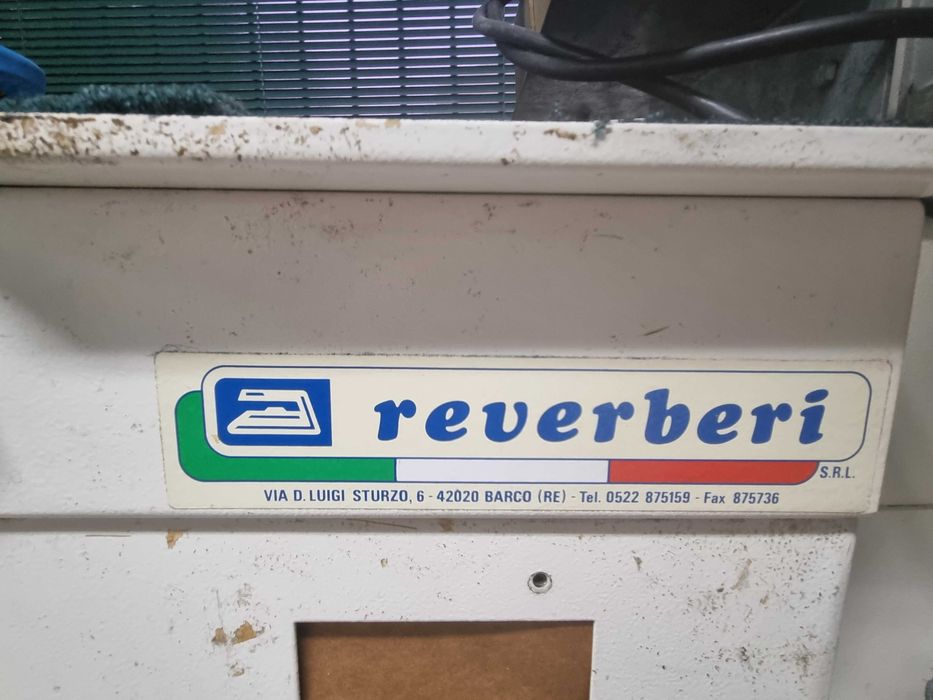 reverberi
S.R.L.
VIA D. LUIGI STURZO, 6 - 42020 BARCO (RE) - Tel. 0522 875159 - Fax 875736